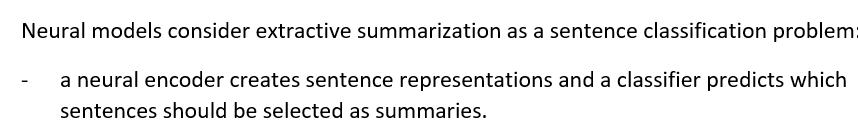 Neural models consider extractive summarization as a sentence classification problem:
- a neural encoder creates sentence representations and a classifier predicts which
sentences should be selected as summaries.